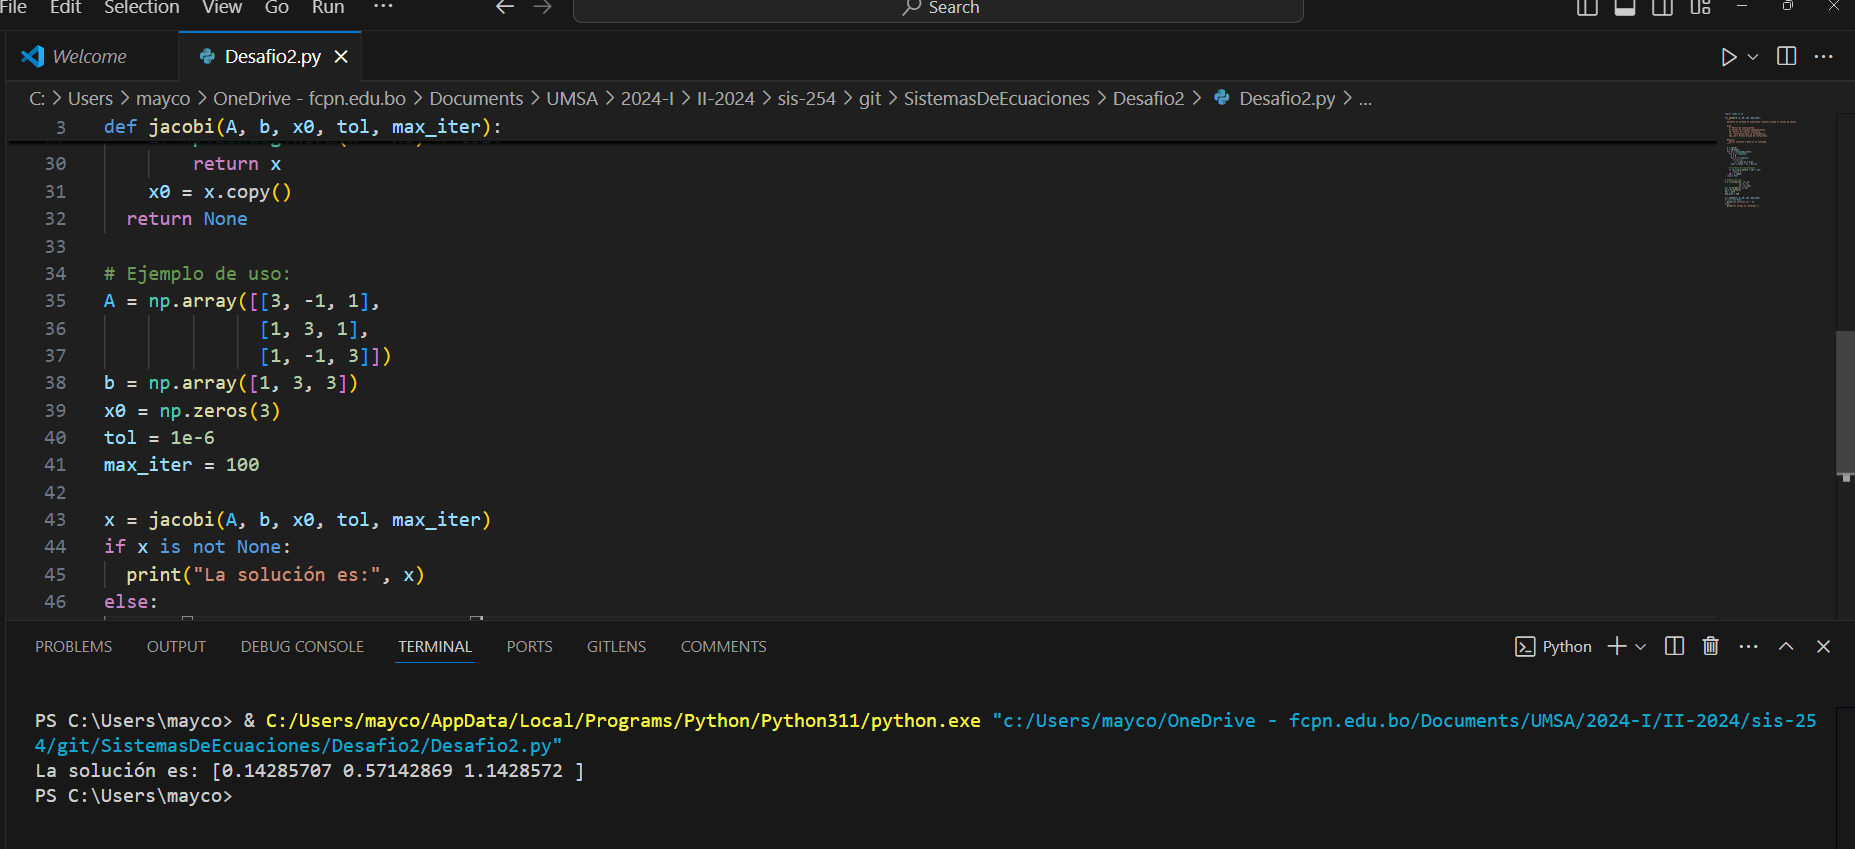 File Edit Selection View Go Run ··· Search
Welcome Desafio2.py
C: > Users > mayco > OneDrive - fcpn.edu.bo > Documents > UMSA > 2024-I > II-2024 > sis-254 > git > SistemasDeEcuaciones > Desafio2 > Desafio2.py > ...
3 def jacobi(A, b, x0, tol, max_iter):
30 return x
31 x0 = x.copy()
32 return None
33
34 # Ejemplo de uso:
35 A = np.array([[3, -1, 1],
36 [1, 3, 1],
37 [1, -1, 3]])
38 b = np.array([1, 3, 3])
39 x0 = np.zeros(3)
40 tol = 1e-6
41 max_iter = 100
42
43 x = jacobi(A, b, x0, tol, max_iter)
44 if x is not None:
45 print("La solución es:", x)
46 else:
PROBLEMS OUTPUT DEBUG CONSOLE TERMINAL PORTS GITLENS COMMENTS Python
PS C:\Users\mayco> & C:/Users/mayco/AppData/Local/Programs/Python/Python311/python.exe "c:/Users/mayco/OneDrive - fcpn.edu.bo/Documents/UMSA/2024-I/II-2024/sis-25
4/git/SistemasDeEcuaciones/Desafio2/Desafio2.py"
La solución es: [0.14285707 0.57142869 1.1428572 ]
PS C:\Users\mayco>